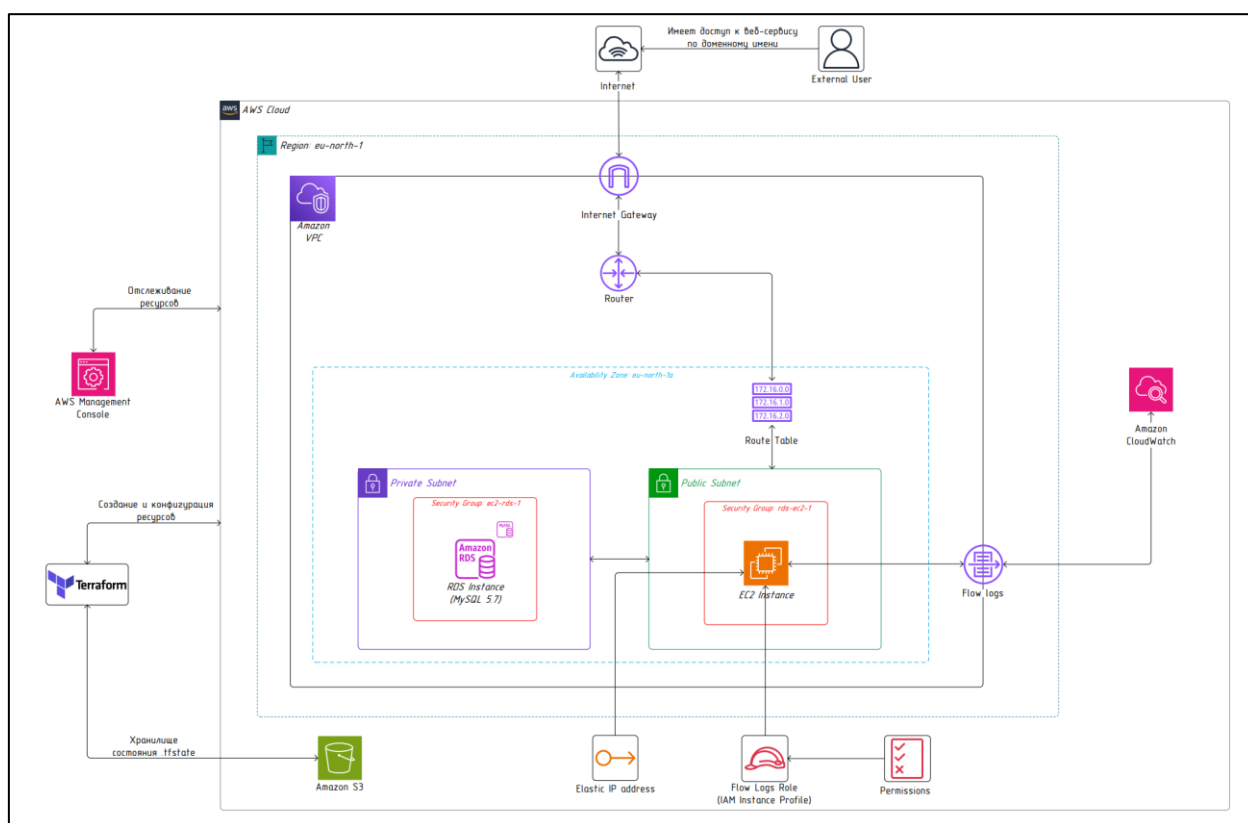 Имеет доступ к веб-сервису
по доменному имени
Internet
External User
aws
AWS Cloud
Region: eu-north-1
Amazon
VPC
Internet Gateway
Router
Отслеживание
ресурсов
AWS Management
Console
Availability Zone: eu-north-1a
172.16.0.0
172.16.1.0
172.16.2.0
Route Table
Amazon
CloudWatch
Private Subnet
Security Group: ec2-rds-1
MySQL
Amazon
RDS
RDS Instance
(MySQL 5.7)
Public Subnet
Security Group: rds-ec2-1
EC2 Instance
Flow logs
Создание и конфигурация
ресурсов
Terraform
Хранилище
состояния .tfstate
Amazon S3
Elastic IP address
Flow Logs Role
(IAM Instance Profile)
Permissions